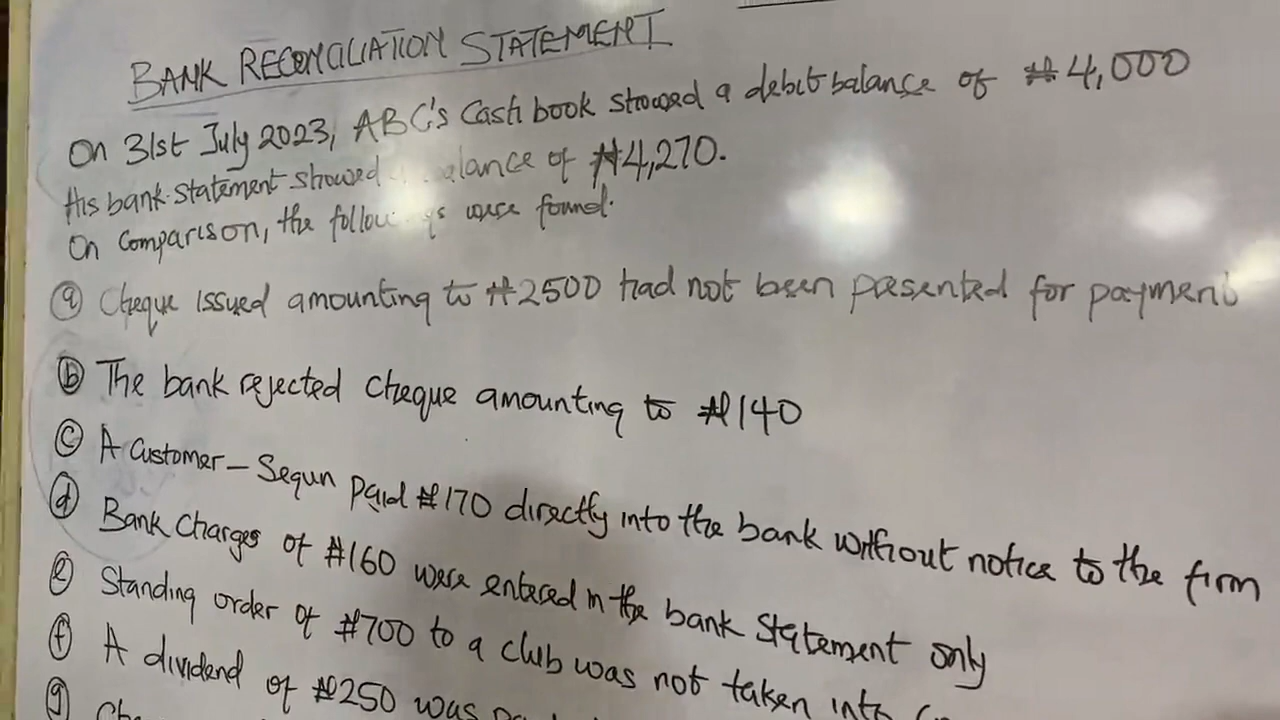 BANK RECONCILIATION STATEMENT
On 31st July 2023, ABC's Cash book showed a debit balance of ₦4,000
His bank statement showed balance of ₦4,270.
On Comparison, the were found.
(a) Cheque issued amounting to ₦2500 had not been presented for payment
(b) The bank rejected cheque amounting to ₦140
(c) A Customer – Segun paid ₦170 directly into the bank without notice to the firm
(d) Bank Charges of ₦160 were entered in the bank Statement only
(e) Standing order of ₦700 to a club was not taken into
(f) A dividend of ₦250 was
(g)